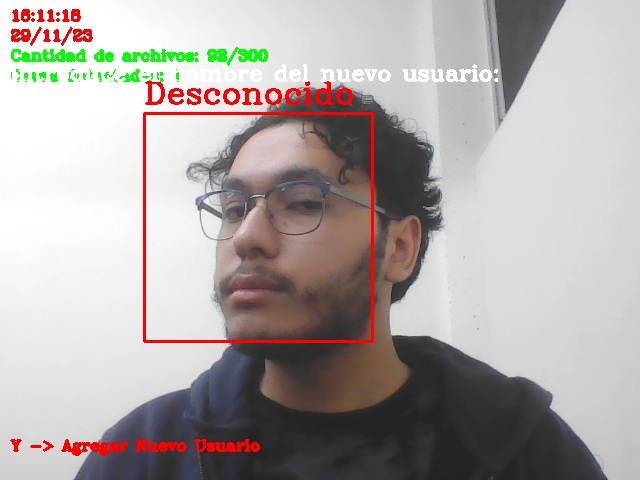 16:11:16
29/11/23
Cantidad de archivos: 92/300
nombre del nuevo usuario:
Desconocido
Y -> Agregar Nuevo Usuario